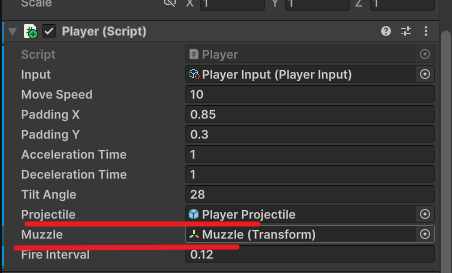 Scale X 1 Y 1 Z 1
Player (Script)
Script Player
Input Player Input (Player Input)
Move Speed 10
Padding X 0.85
Padding Y 0.3
Acceleration Time 1
Deceleration Time 1
Tilt Angle 28
Projectile Player Projectile
Muzzle Muzzle (Transform)
Fire Interval 0.12